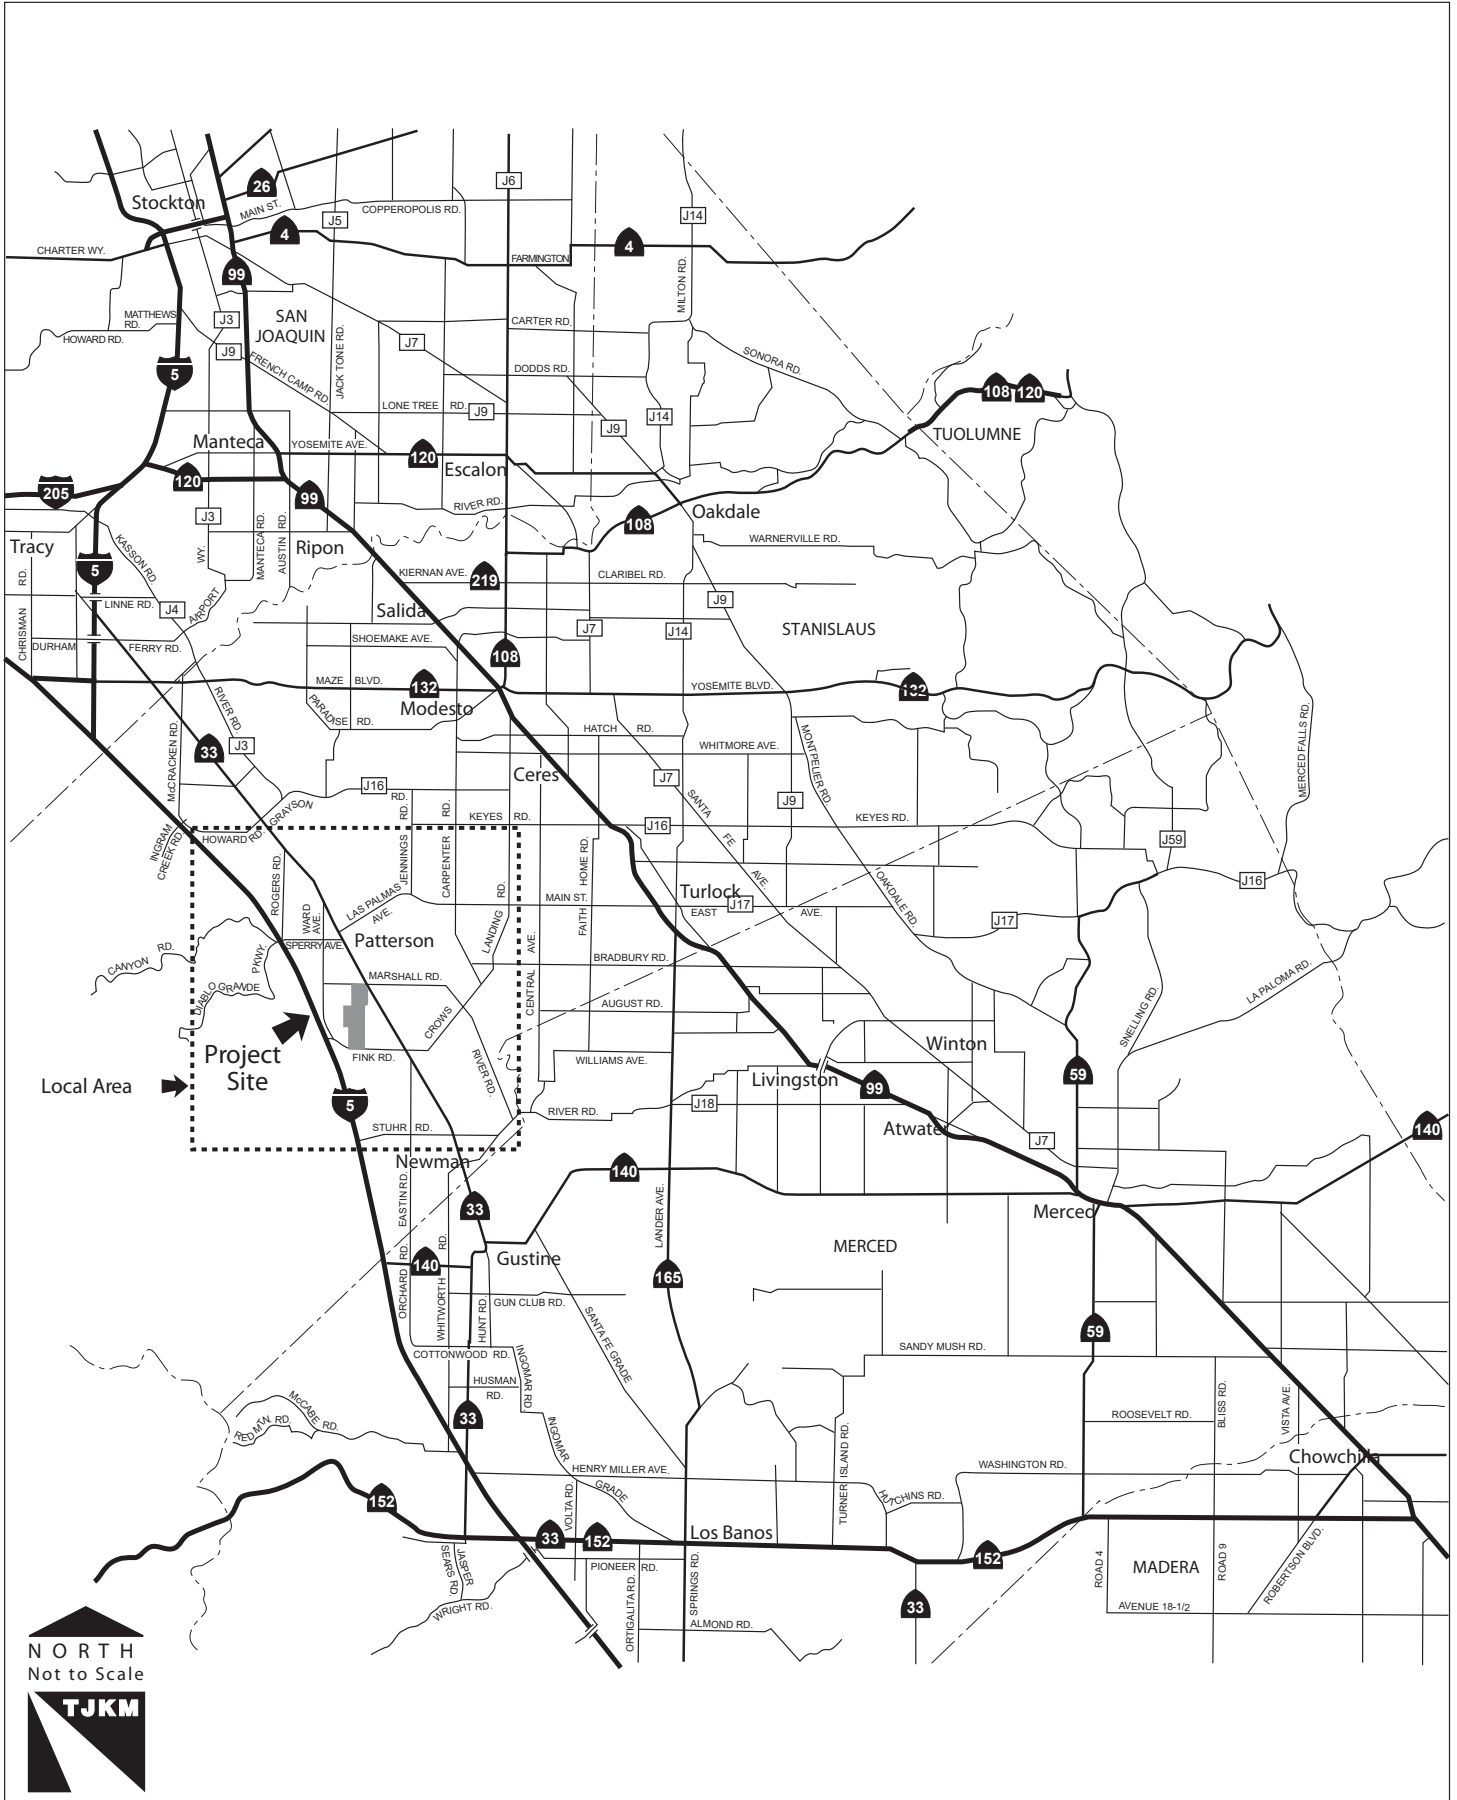 Stockton
26
MAIN ST.
J5
COPPEROPOLIS RD.
J6
J14
4
4
CHARTER WY.
FARMINGTON
99
MILTON RD.
SAN
JOAQUIN
MATTHEWS
RD.
HOWARD RD.
J3
J9
J7
CARTER RD.
JACK TONE RD.
FRENCH CAMP RD.
SONORA RD.
5
DODDS RD.
108
120
LONE TREE RD.
J9
J14
J9
TUOLUMNE
Manteca
YOSEMITE AVE.
120
Escalon
205
120
99
RIVER RD.
J3
108
Oakdale
Tracy
KASSON RD.
WY.
MANTECA RD.
AUSTIN RD.
Ripon
WARNERVILLE RD.
5
KIERNAN AVE.
219
CLARIBEL RD.
CHRISMAN RD.
LINNE RD.
J4
AIRPORT
Salida
J9
DURHAM
FERRY RD.
SHOEMAKE AVE.
J7
J14
STANISLAUS
108
MAZE BLVD.
132
YOSEMITE BLVD.
132
RIVER RD.
PARADISE RD.
Modesto
McCRACKEN RD.
33
J3
HATCH RD.
WHITMORE AVE.
MONTPELIER RD.
MERCED FALLS RD.
Ceres
J7
J16
RD.
SANTA FE AVE.
J9
GRAYSON
HOWARD RD.
KEYES RD.
J16
KEYES RD.
J59
INGRAM
CREEK RD.
JENNINGS RD.
CARPENTER RD.
ROGERS RD.
FAITH HOME RD.
OAKDALE RD.
J16
LAS PALMAS
AVE.
WARD
AVE.
MAIN ST.
Turlock
EAST
J17
AVE.
J17
LANDING RD.
SPERRY AVE.
Patterson
CANYON RD.
PKWY.
DIABLO GRANDE
MARSHALL RD.
CENTRAL AVE.
BRADBURY RD.
LA PALOMA RD.
AUGUST RD.
SNELLING RD.
CROWS
Project
Site
FINK RD.
RIVER RD.
WILLIAMS AVE.
Winton
Livingston
99
59
Local Area
5
J18
RIVER RD.
STUHR RD.
Atwater
J7
140
Newman
140
EASTIN RD.
33
LANDER AVE.
Merced
MERCED
Gustine
140
165
ORCHARD RD.
WHITWORTH RD.
HUNT RD.
GUN CLUB RD.
SANTA FE GRADE
59
COTTONWOOD RD.
SANDY MUSH RD.
INGOMAR RD.
HUSMAN
RD.
BLISS RD.
VISTA AVE.
McCABE RD.
RED MTN. RD.
33
INGOMAR
GRADE
ROOSEVELT RD.
TURNER ISLAND RD.
Chowchilla
HENRY MILLER AVE.
WASHINGTON RD.
152
VOLTA RD.
HUTCHINS RD.
33
152
Los Banos
152
JASPER
SEARS RD.
PIONEER RD.
ROAD 4
MADERA
ROAD 9
ROBERTSON BLVD.
WRIGHT RD.
ORTIGALITA RD.
SPRINGS RD.
ALMOND RD.
33
AVENUE 18-1/2
NORTH
Not to Scale
TJKM